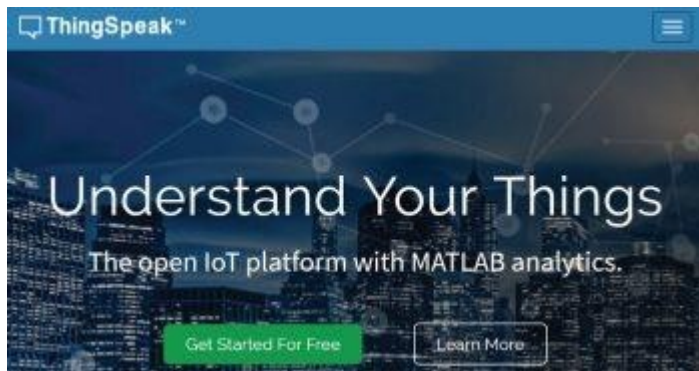 ThingSpeak™
Understand Your Things
The open IoT platform with MATLAB analytics.
Get Started For Free
Learn More